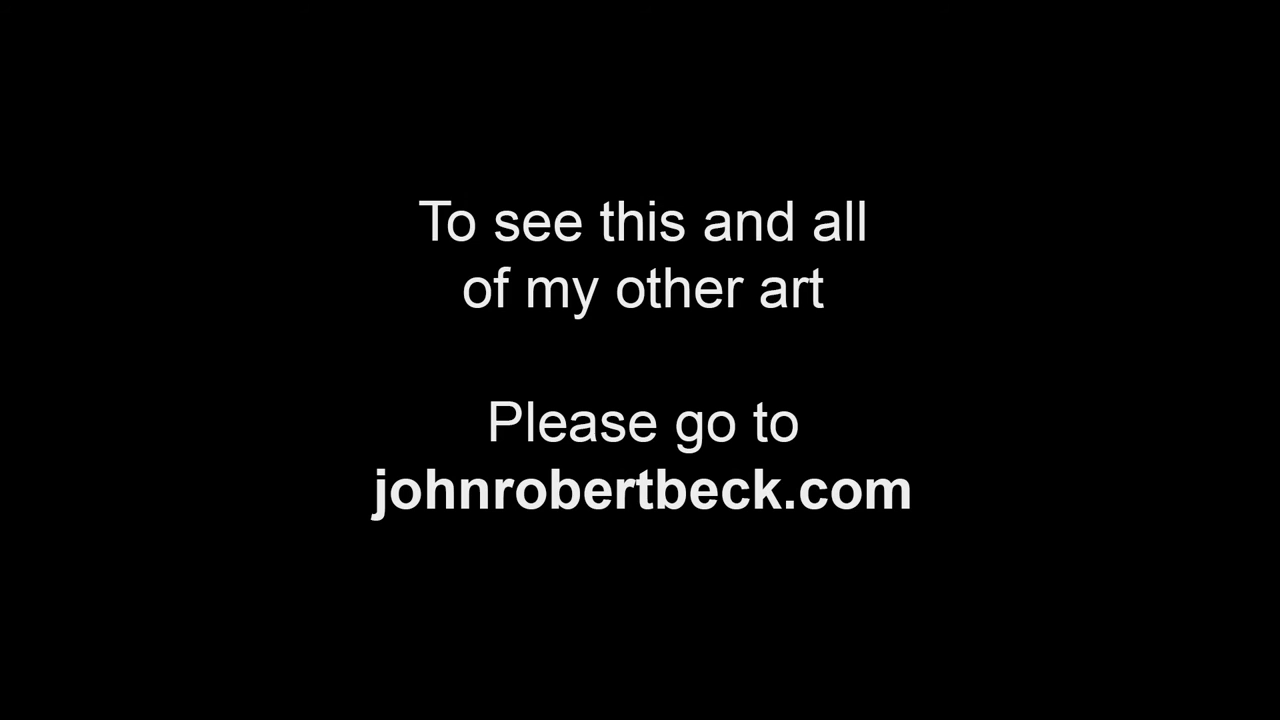 To see this and all
of my other art
Please go to
johnrobertbeck.com